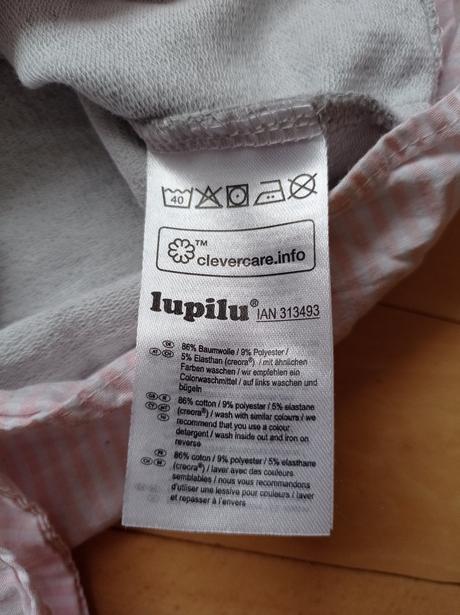 40
™
clevercare.info
lupilu® IAN 313493
86% Baumwolle / 9% Polyester /
5% Elasthan (creora®) / mit ähnlichen
Farben waschen / wir empfehlen ein
Colorwaschmittel / auf links waschen und
bügeln
86% cotton / 9% polyester / 5% elastane
(creora®) / wash with similar colours / we
recommend that you use a colour
detergent / wash inside out and iron on
reverse
86% coton / 9% polyester / 5% élasthanne
(creora®) / laver avec des couleurs
semblables / nous vous recommandons
d'utiliser une lessive pour couleurs / laver
et repasser à l'envers